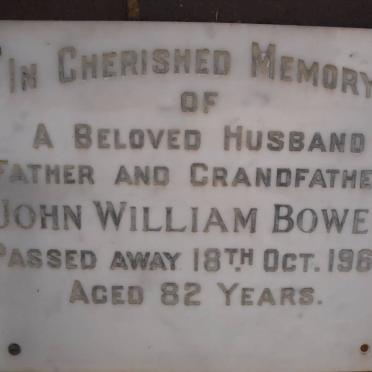 IN CHERISHED MEMORY
OF
A BELOVED HUSBAND
FATHER AND CRANDFATHE
JOHN WILLIAM BOWE
PASSED AWAY 18TH OCT. 196
AGED 82 YEARS.